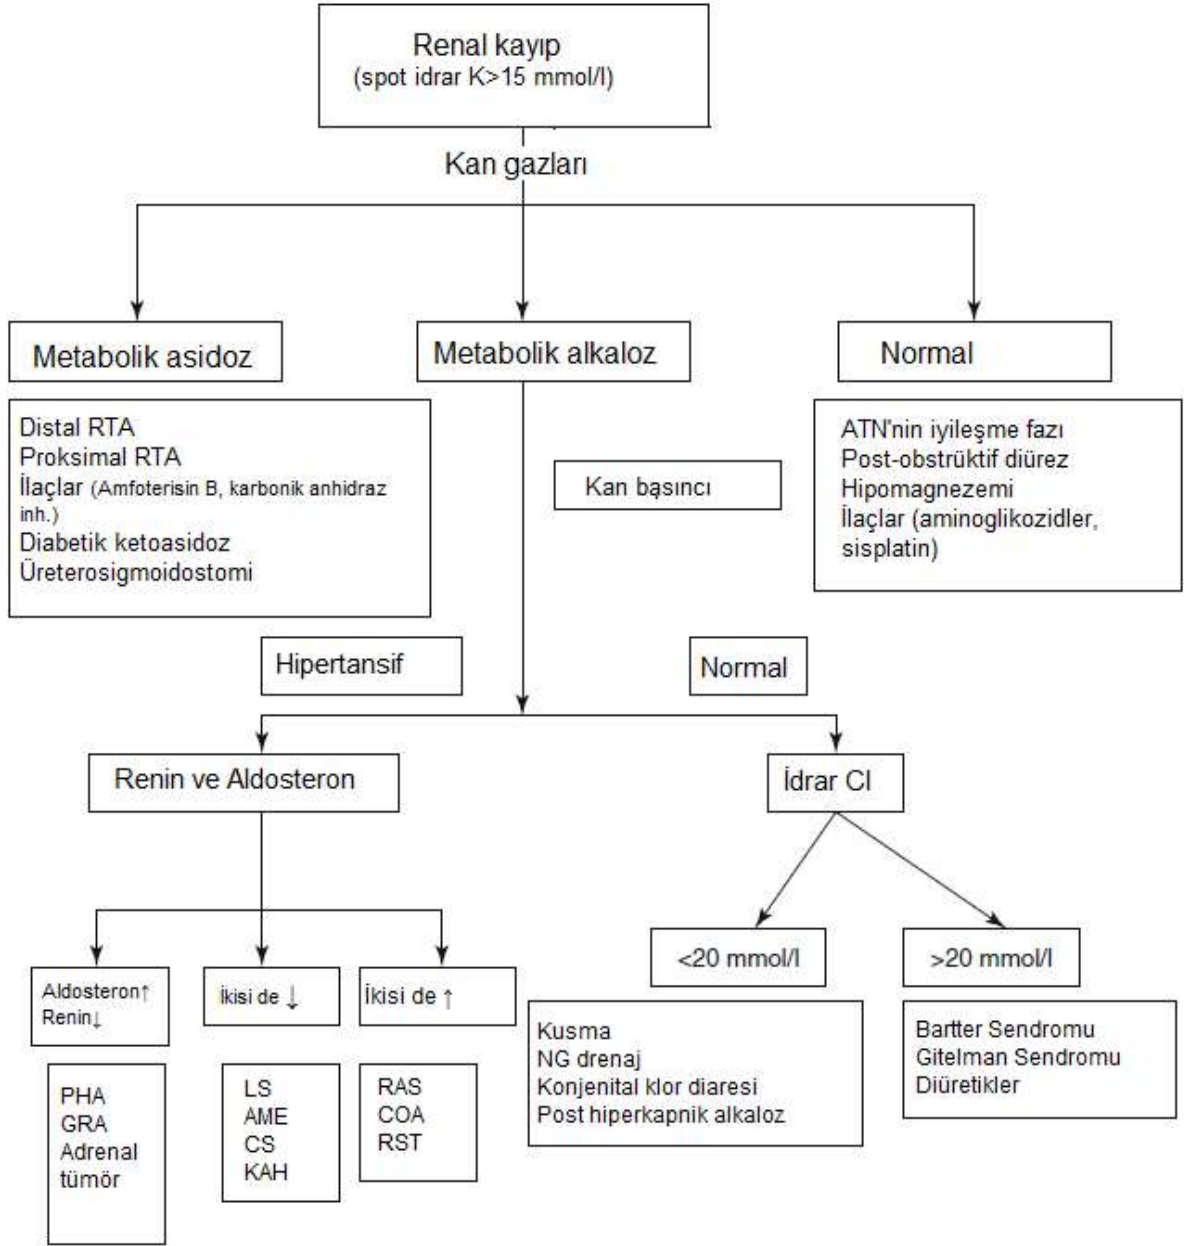 Renal kayıp
(spot idrar K>15 mmol/l)
Kan gazları
Metabolik asidoz
Metabolik alkaloz
Normal
Distal RTA
Proksimal RTA
İlaçlar (Amfoterisin B, karbonik anhidraz
inh.)
Diabetik ketoasidoz
Üreterosigmoidostomi
Kan basıncı
ATN'nin iyileşme fazı
Post-obstrüktif diürez
Hipomagnezemi
İlaçlar (aminoglikozidler,
sisplatin)
Hipertansif
Normal
Renin ve Aldosteron
İdrar Cl
Aldosteron↑
Renin↓
İkisi de ↓
İkisi de ↑
<20 mmol/l
>20 mmol/l
PHA
GRA
Adrenal
tümör
LS
AME
CS
KAH
RAS
COA
RST
Kusma
NG drenaj
Konjenital klor diaresi
Post hiperkapnik alkaloz
Bartter Sendromu
Gitelman Sendromu
Diüretikler